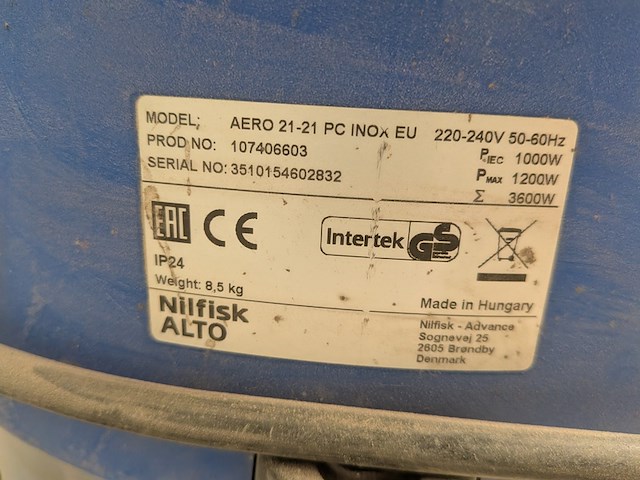 MODEL: AERO 21-21 PC INOX EU 220-240V 50-60Hz
PROD NO: 107406603 P IEC 1000W
SERIAL NO: 3510154602832 P MAX 1200W
Σ 3600W
EAC CE Intertek GS
IP24
Weight: 8,5 kg
Nilfisk
ALTO
Made in Hungary
Nilfisk - Advance
Sognevej 25
2605 Brøndby
Denmark